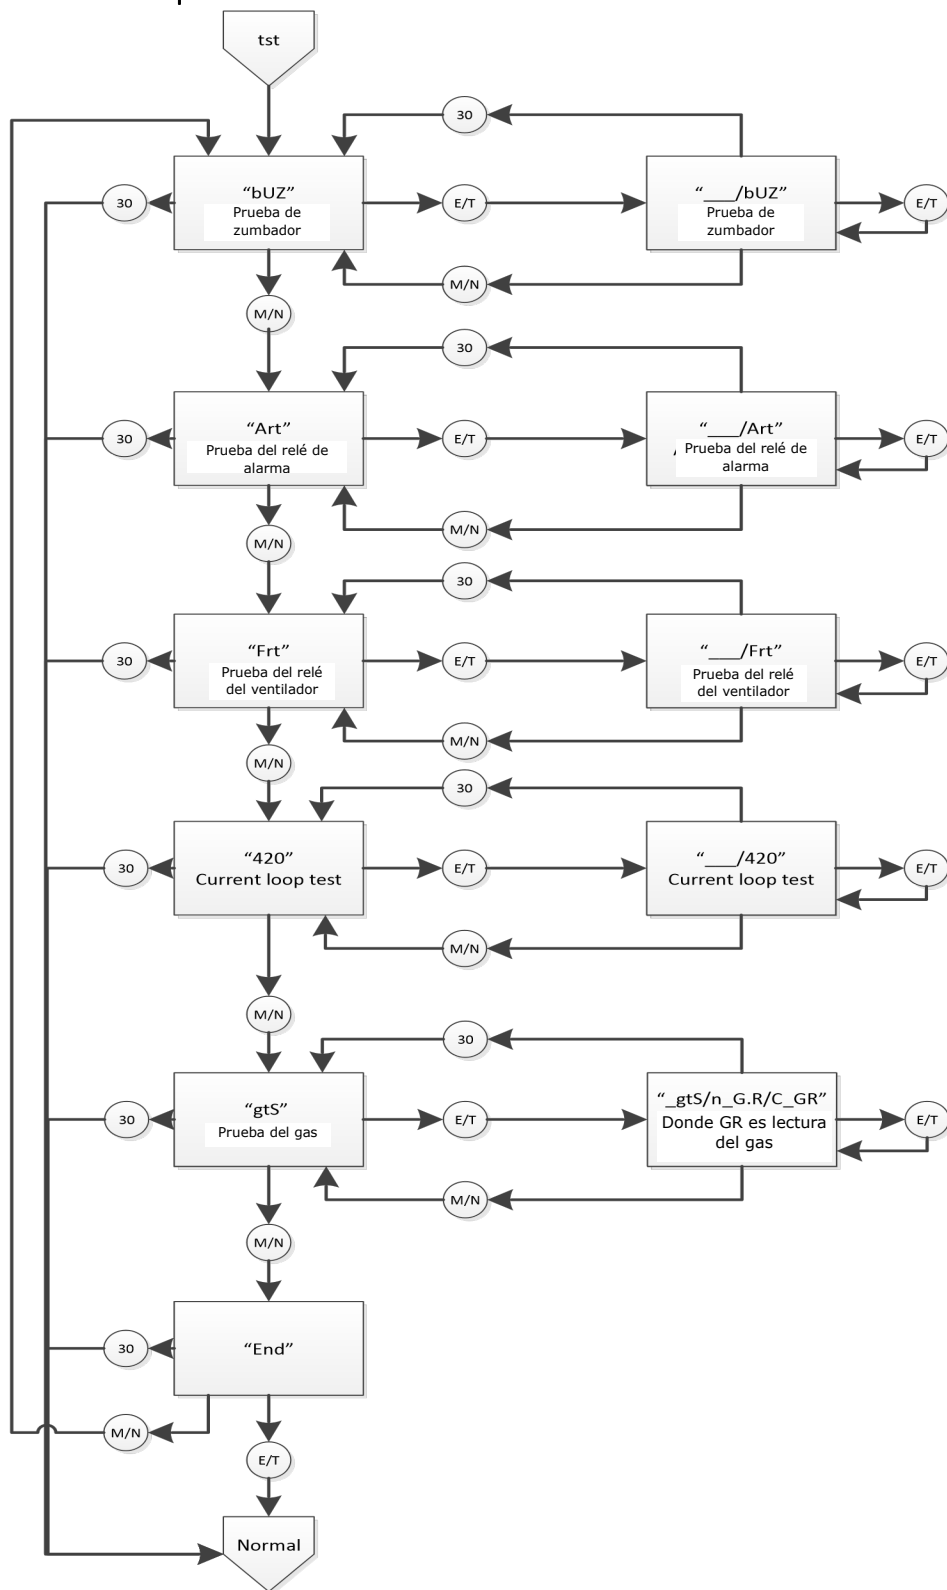 tst
30
30
“bUZ”
Prueba de
zumbador
E/T
“___/bUZ”
Prueba de
zumbador
E/T
M/N
M/N
30
30
“Art”
Prueba del relé de
alarma
E/T
“___/Art”
Prueba del relé de
alarma
E/T
M/N
M/N
30
30
“Frt”
Prueba del relé
del ventilador
E/T
“___/Frt”
Prueba del relé
del ventilador
E/T
M/N
M/N
30
30
“420”
Current loop test
E/T
“___/420”
Current loop test
E/T
M/N
M/N
30
30
“gtS”
Prueba del gas
E/T
“_gtS/n_G.R/C_GR”
Donde GR es lectura
del gas
E/T
M/N
M/N
30
“End”
M/N
E/T
Normal